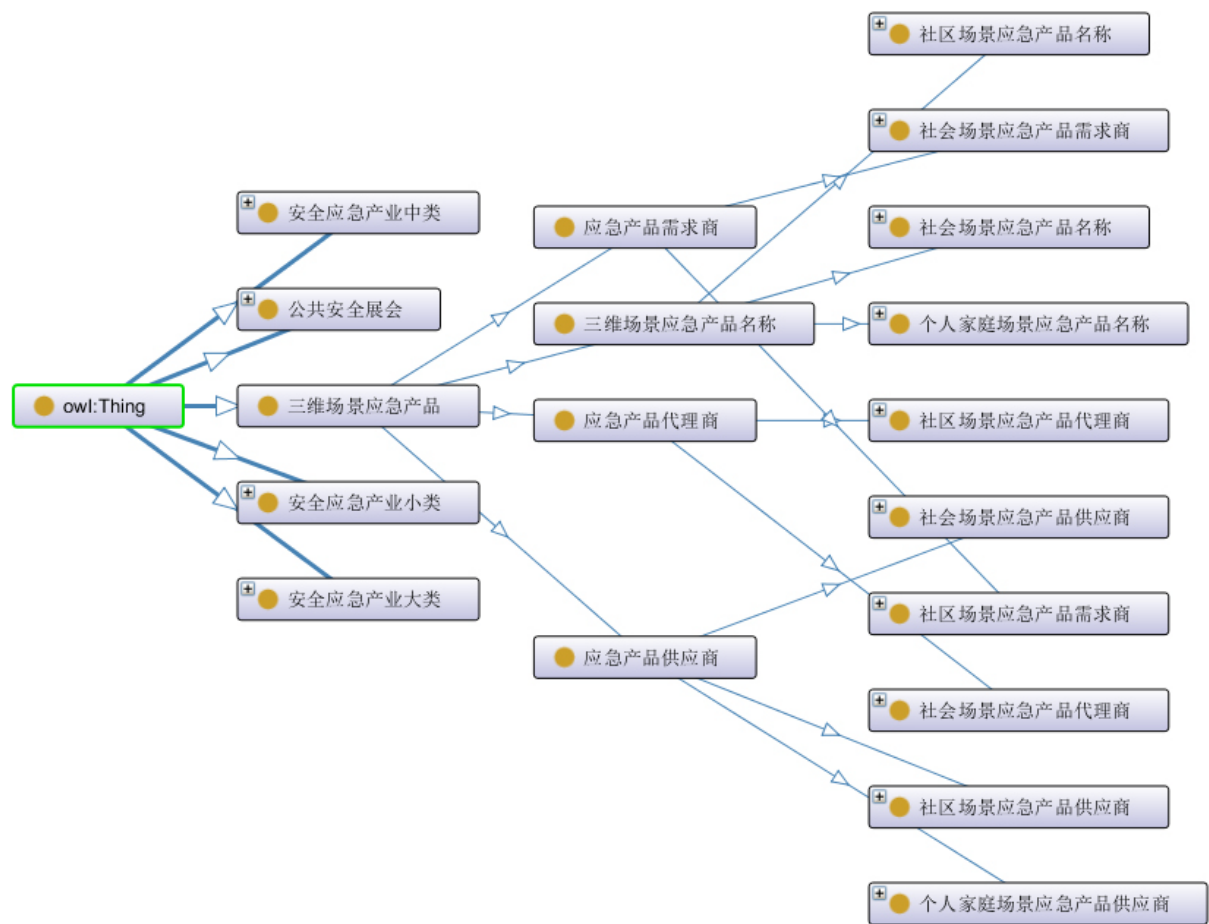 owl:Thing
安全应急产业中类
公共安全展会
三维场景应急产品
安全应急产业小类
安全应急产业大类
应急产品需求商
三维场景应急产品名称
应急产品代理商
应急产品供应商
社区场景应急产品名称
社会场景应急产品需求商
社会场景应急产品名称
个人家庭场景应急产品名称
社区场景应急产品代理商
社会场景应急产品供应商
社区场景应急产品需求商
社会场景应急产品代理商
社区场景应急产品供应商
个人家庭场景应急产品供应商